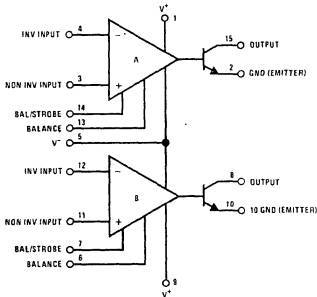 V+
1
INV INPUT 4
−
15 OUTPUT
A
NON INV INPUT 3
+
2 GND (EMITTER)
BAL/STROBE 14
BALANCE 13
V− 5
INV INPUT 12
−
8 OUTPUT
B
NON INV INPUT 11
+
10 10 GND (EMITTER)
BAL/STROBE 7
BALANCE 6
9
V+